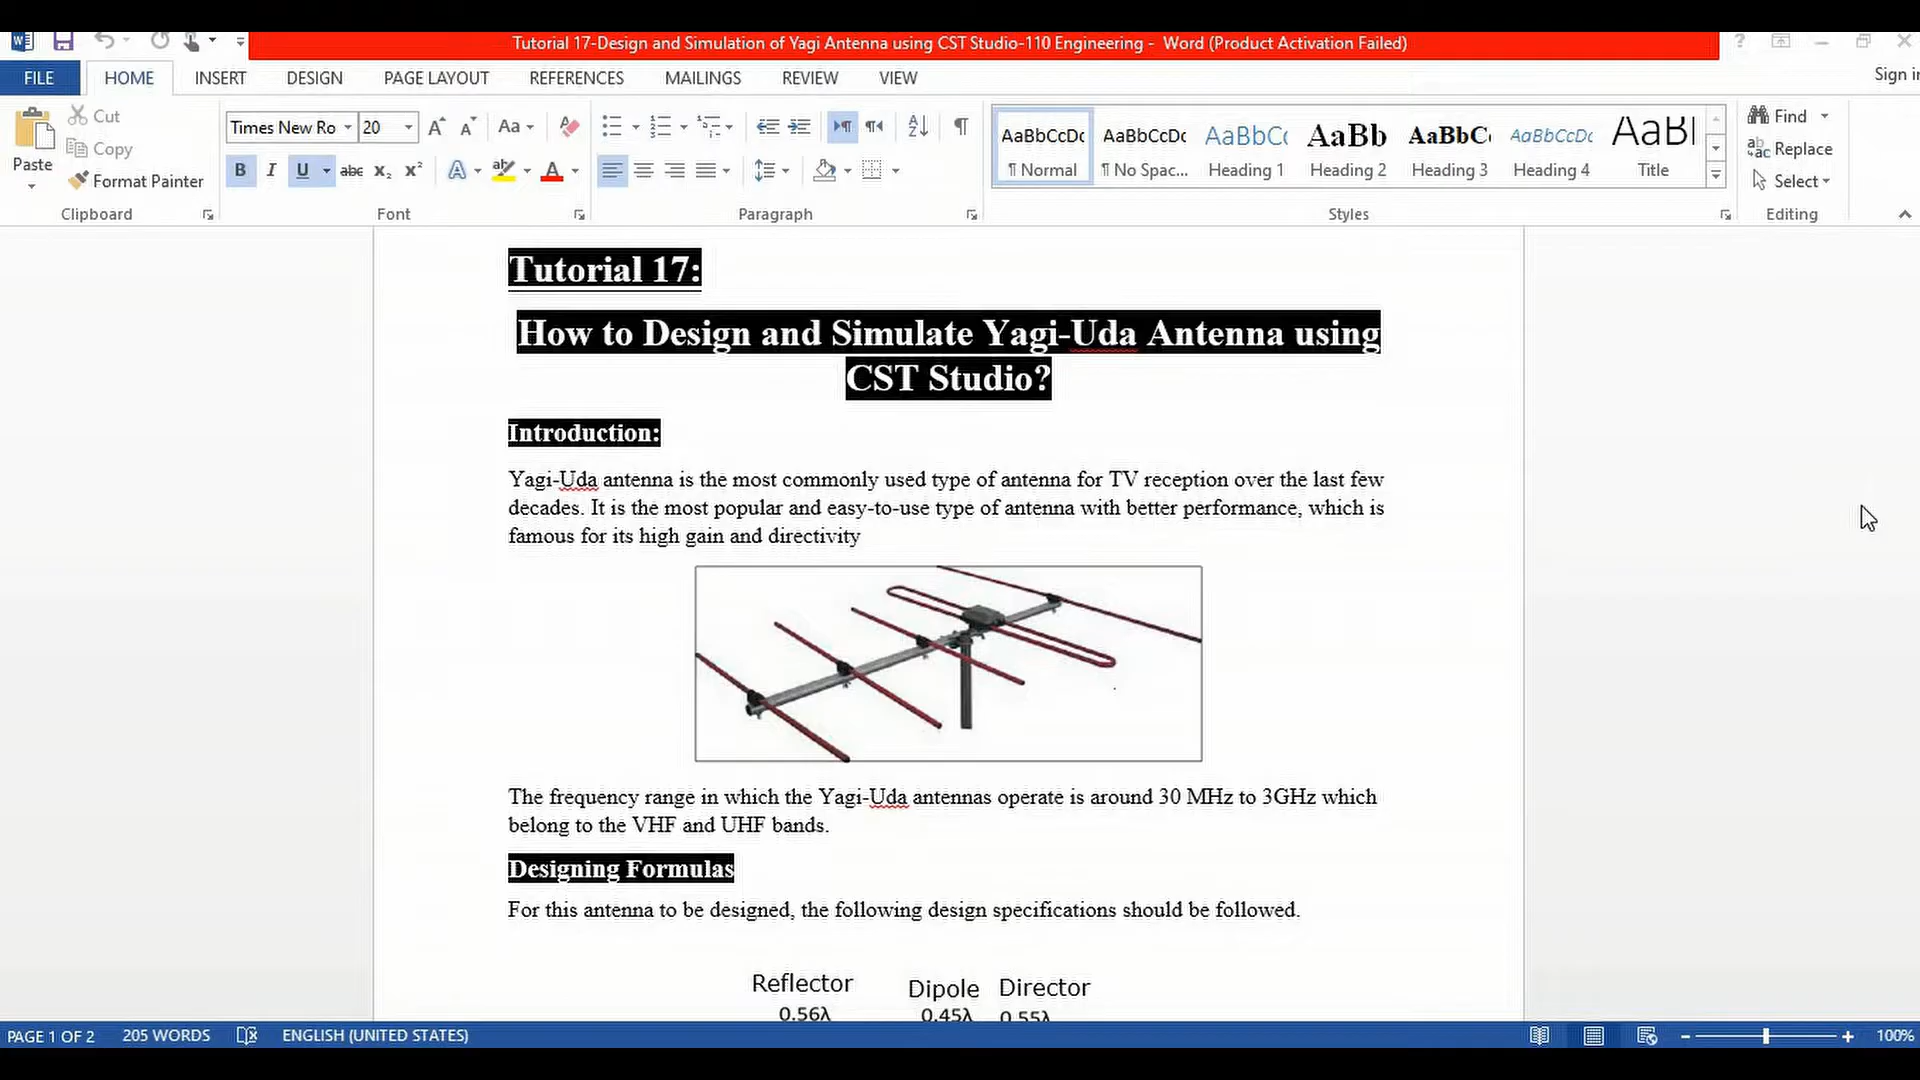 Tutorial 17-Design and Simulation of Yagi Antenna using CST Studio-110 Engineering - Word (Product Activation Failed)
?
FILE HOME INSERT DESIGN PAGE LAYOUT REFERENCES MAILINGS REVIEW VIEW Sign in
Paste
Cut
Copy
Format Painter
Clipboard
Times New Ro 20 Aa
B I U abc x₂ x² A ab A
Font
Paragraph
AaBbCcDc AaBbCcDc AaBbCc AaBb AaBbC AaBbCcDc AaBl
¶ Normal ¶ No Spac... Heading 1 Heading 2 Heading 3 Heading 4 Title
Styles
Find
Replace
Select
Editing
Tutorial 17:
How to Design and Simulate Yagi-Uda Antenna using
CST Studio?
Introduction:
Yagi-Uda antenna is the most commonly used type of antenna for TV reception over the last few
decades. It is the most popular and easy-to-use type of antenna with better performance, which is
famous for its high gain and directivity
The frequency range in which the Yagi-Uda antennas operate is around 30 MHz to 3GHz which
belong to the VHF and UHF bands.
Designing Formulas
For this antenna to be designed, the following design specifications should be followed.
Reflector Dipole Director
0.56λ 0.45λ 0.55λ
PAGE 1 OF 2 205 WORDS ENGLISH (UNITED STATES) 100%